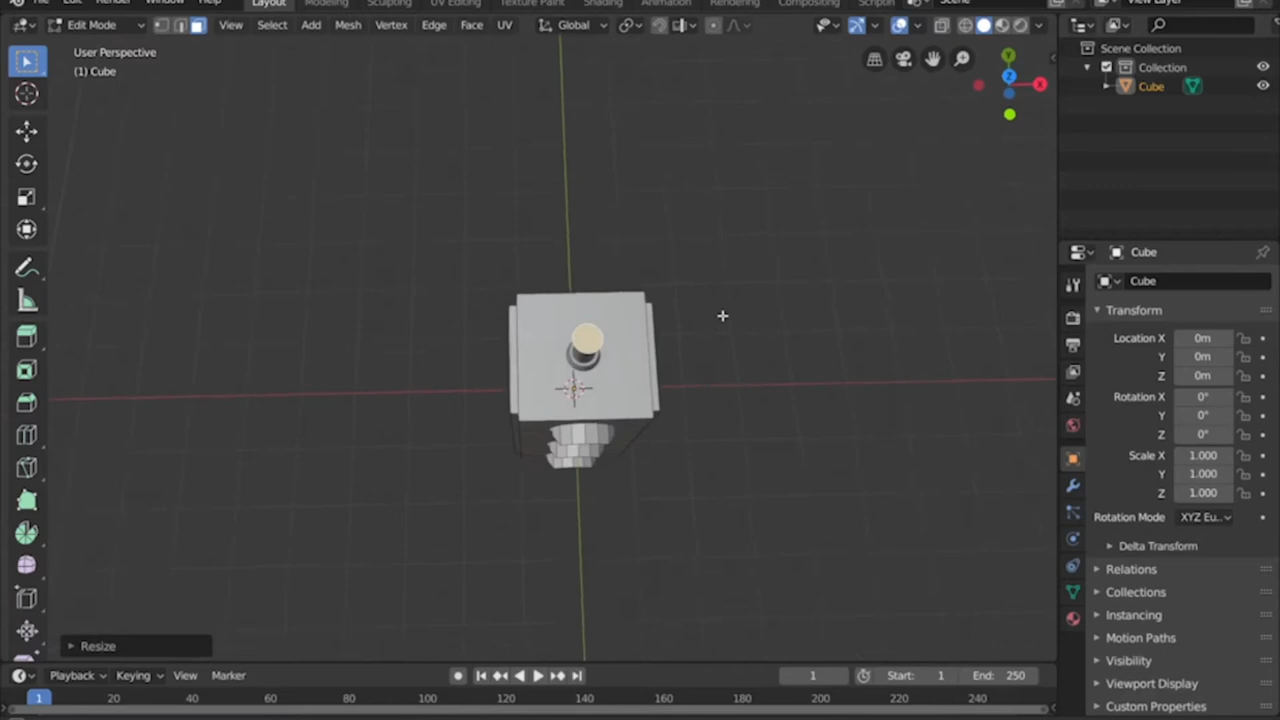 Layout Modeling Sculpting UV Editing Texture Paint Shading Animation Rendering Compositing Scene View Layer
Edit Mode View Select Add Mesh Vertex Edge Face UV Global
User Perspective
(1) Cube
Y
Z
X
Scene Collection
Collection
Cube
Cube
Cube
Transform
Location X 0m
Y 0m
Z 0m
Rotation X 0°
Y 0°
Z 0°
Scale X 1.000
Y 1.000
Z 1.000
Rotation Mode XYZ Eu..
Delta Transform
Relations
Collections
Instancing
Motion Paths
Visibility
Viewport Display
Custom Properties
Resize
Playback Keying View Marker 1 Start: 1 End: 250
1 20 40 60 80 100 120 140 160 180 200 220 240